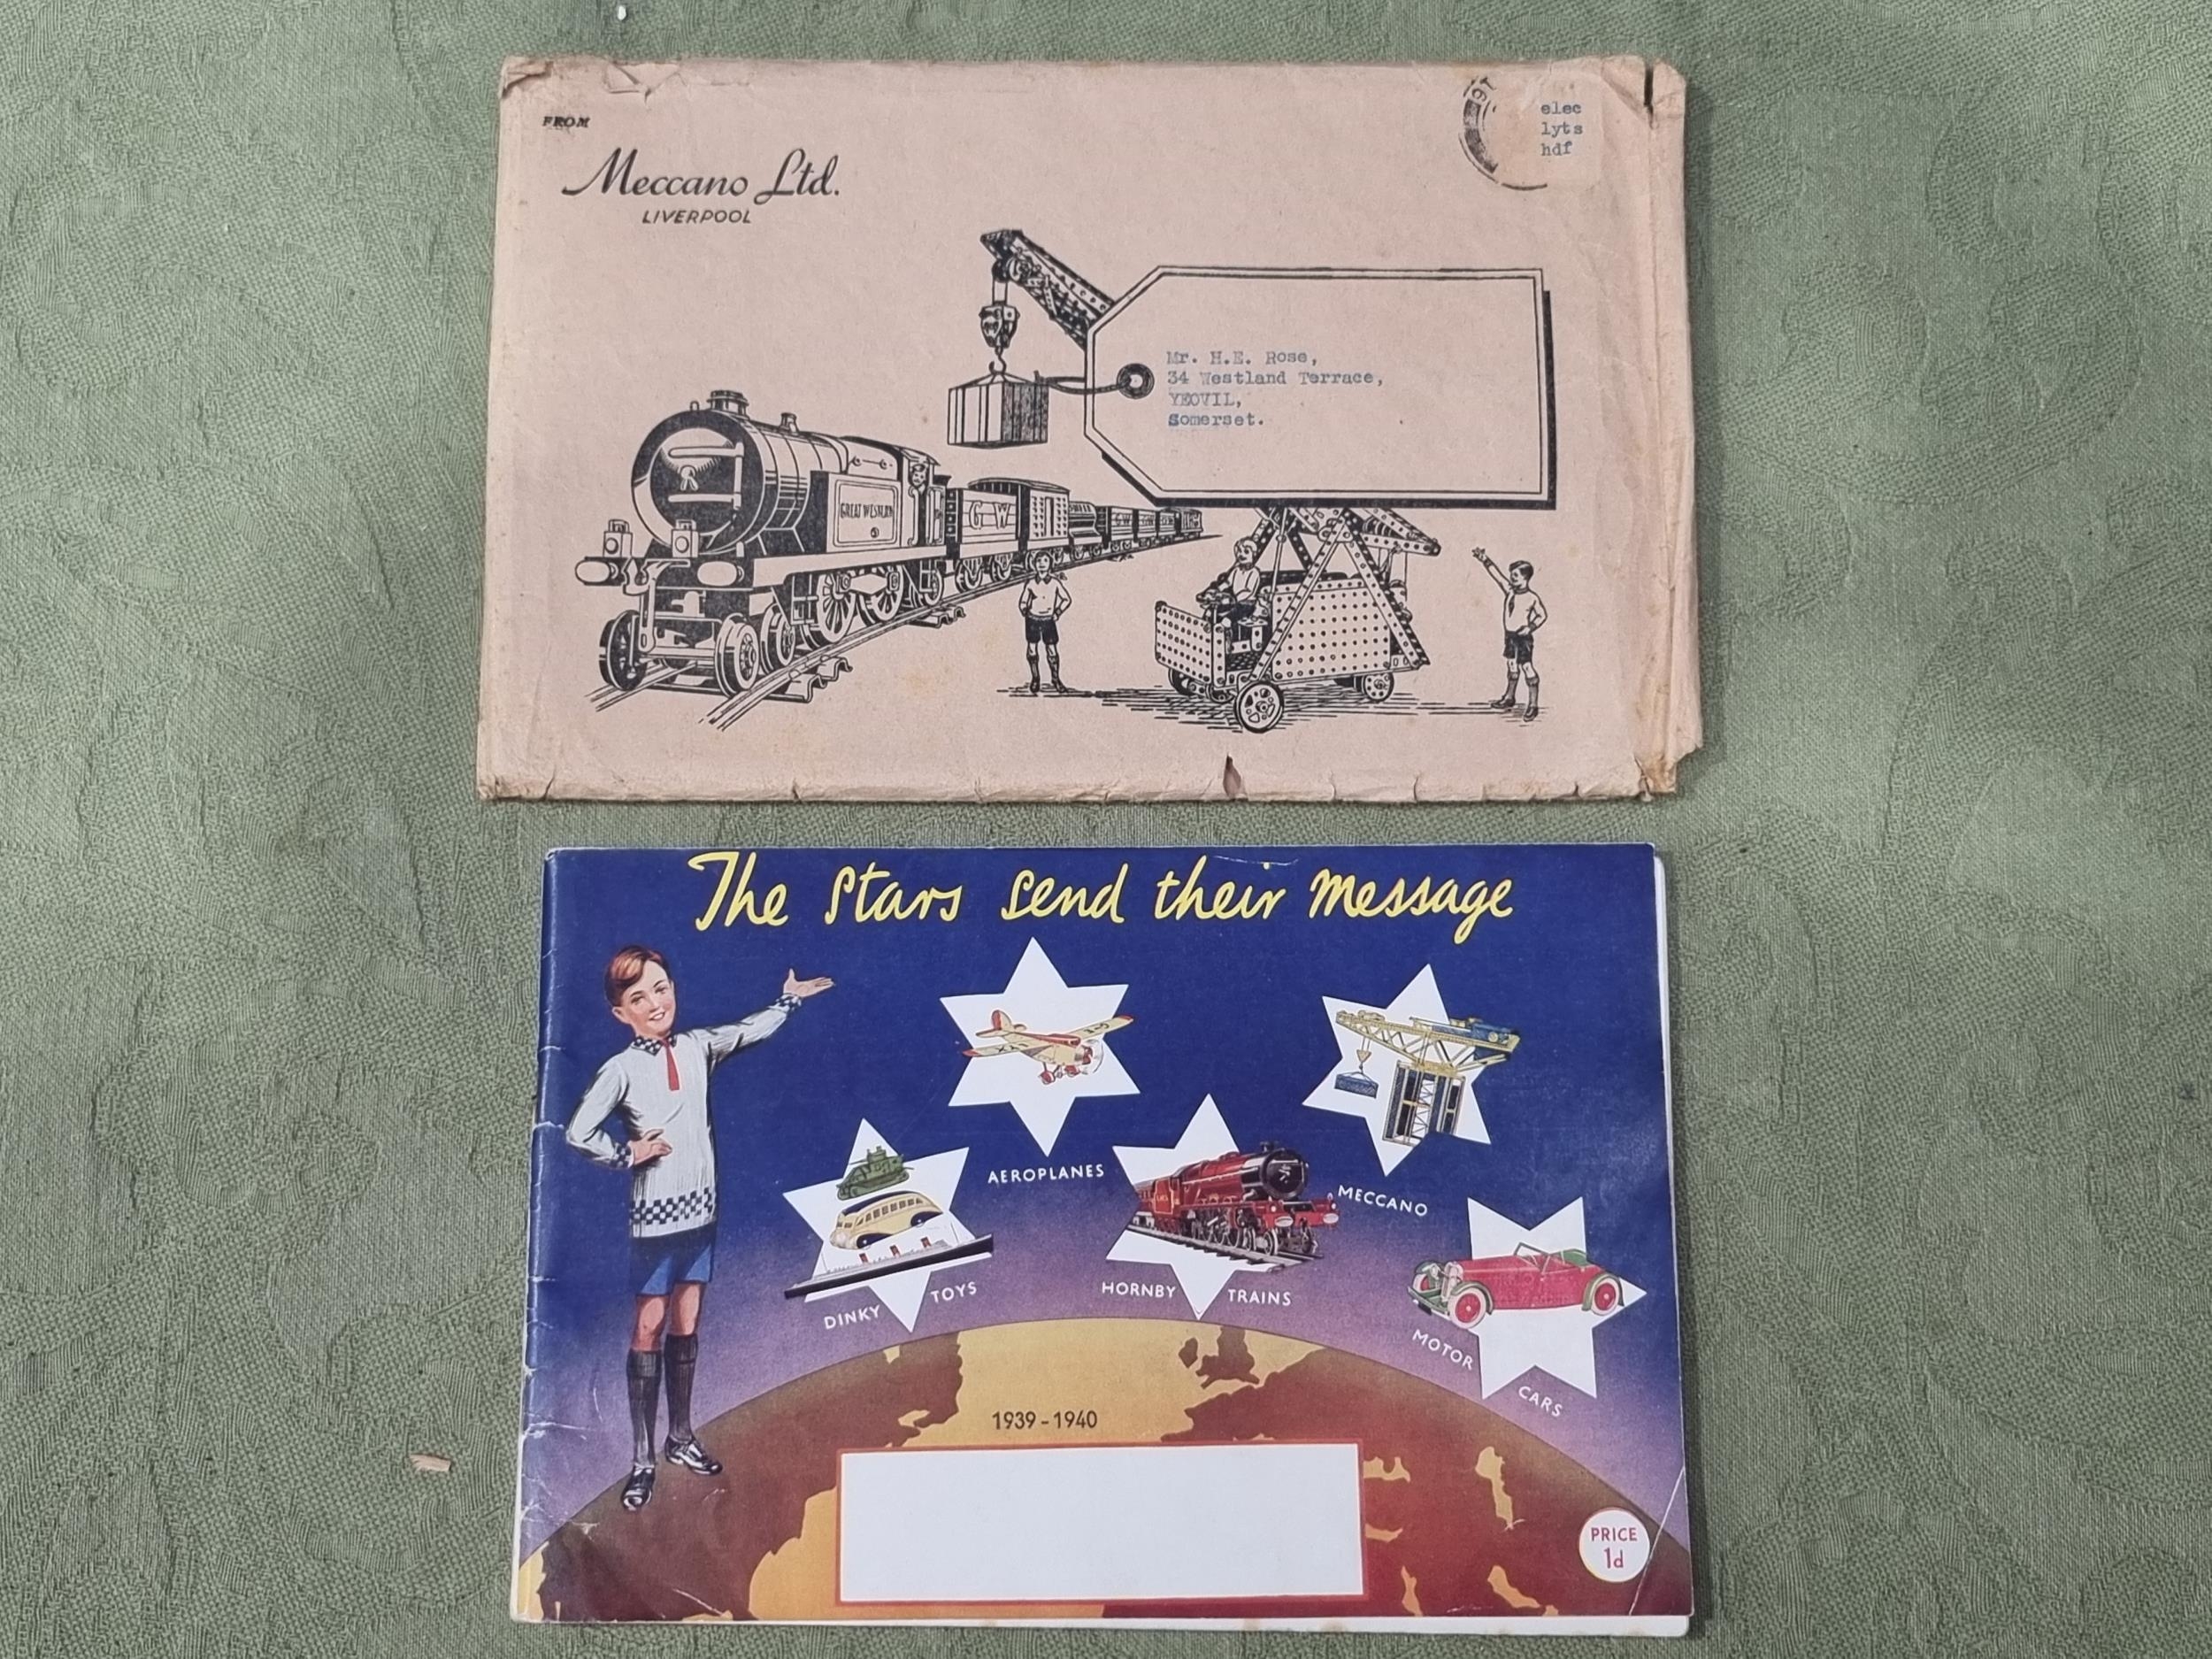 FROM
Meccano Ltd.
LIVERPOOL
elec
lyts
hdf
Mr. H.E. Rose,
34 Westland Terrace,
YEOVIL,
Somerset.
GREAT WESTERN
G W
The Stars send their message
AEROPLANES
MECCANO
DINKY TOYS
HORNBY TRAINS
MOTOR CARS
1939-1940
PRICE
1d